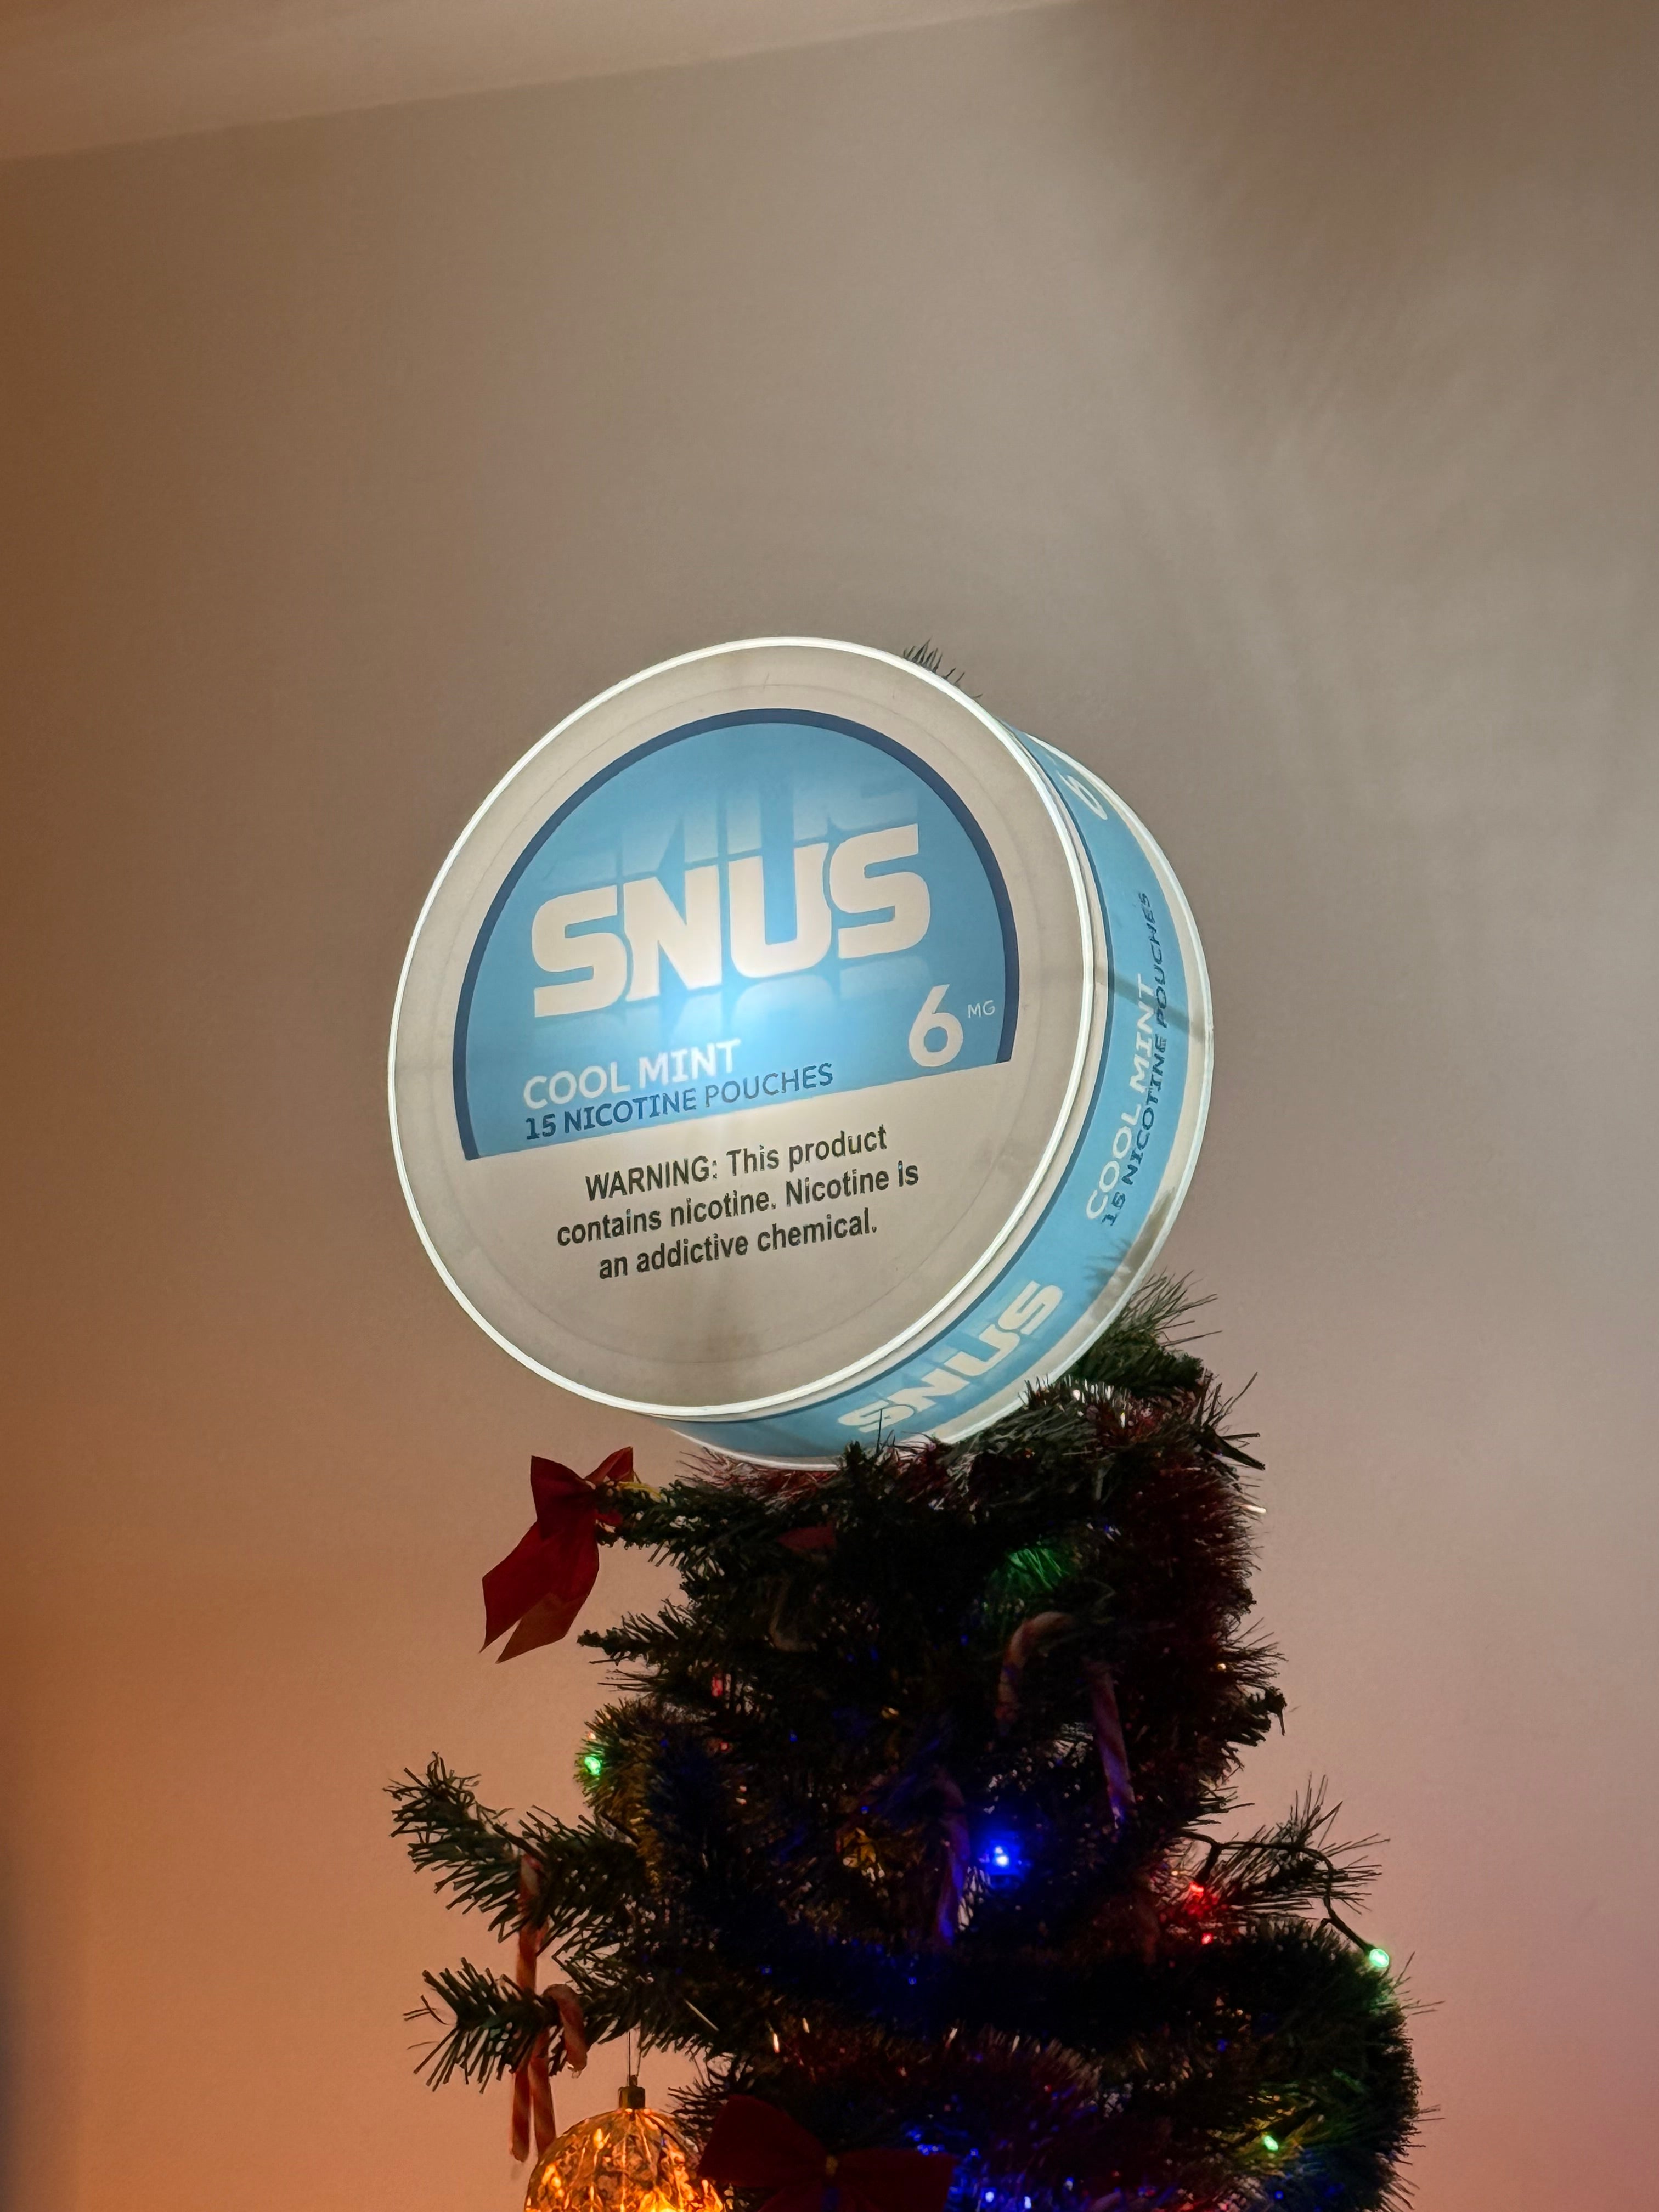 SNUS
6 MG
COOL MINT
15 NICOTINE POUCHES
WARNING: This product
contains nicotine. Nicotine is
an addictive chemical.
6
COOL MINT
15 NICOTINE POUCHES
SNUS